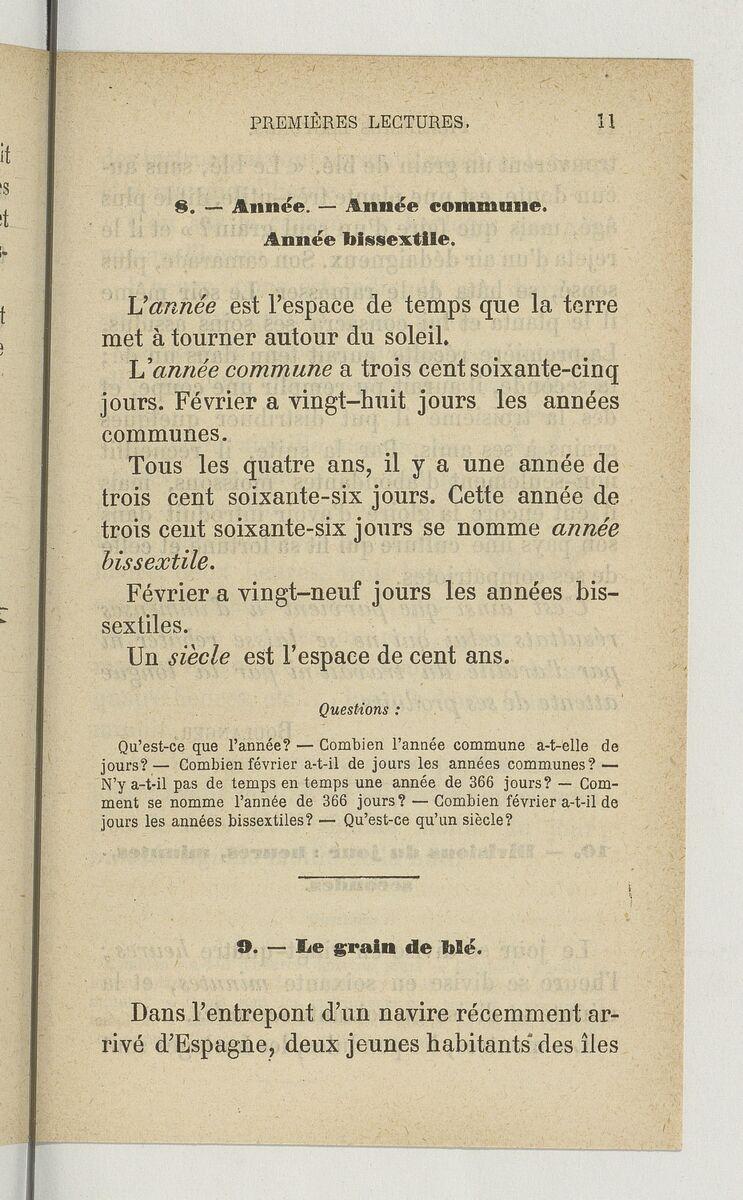 PREMIÈRES LECTURES. 11
8. — Année. — Année commune.
Année bissextile.
L'année est l'espace de temps que la terre
met à tourner autour du soleil.
L'année commune a trois cent soixante-cinq
jours. Février a vingt-huit jours les années
communes.
Tous les quatre ans, il y a une année de
trois cent soixante-six jours. Cette année de
trois cent soixante-six jours se nomme année
bissextile.
Février a vingt-neuf jours les années bis-
sextiles.
Un siècle est l'espace de cent ans.
Questions :
Qu'est-ce que l'année? — Combien l'année commune a-t-elle de
jours? — Combien février a-t-il de jours les années communes? —
N'y a-t-il pas de temps en temps une année de 366 jours? — Com-
ment se nomme l'année de 366 jours? — Combien février a-t-il de
jours les années bissextiles? — Qu'est-ce qu'un siècle?
9. — Le grain de blé.
Dans l'entrepont d'un navire récemment ar-
rivé d'Espagne, deux jeunes habitants des îles